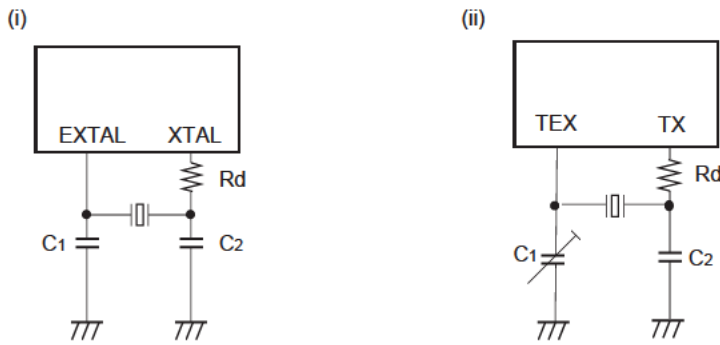 (i)
EXTAL XTAL
Rd
C1 C2
(ii)
TEX TX
Rd
C1 C2